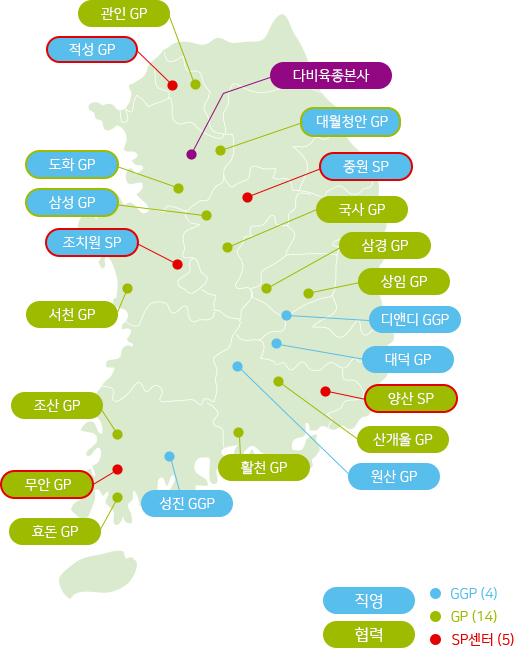 관인 GP
적성 GP
다비육종본사
대월청안 GP
도화 GP
중원 SP
삼성 GP
국사 GP
조치원 SP
삼경 GP
상임 GP
서천 GP
디앤디 GGP
대덕 GP
조산 GP
양산 SP
산개울 GP
활천 GP
원산 GP
무안 GP
성진 GGP
효돈 GP
직영
GGP (4)
GP (14)
협력
SP센터 (5)